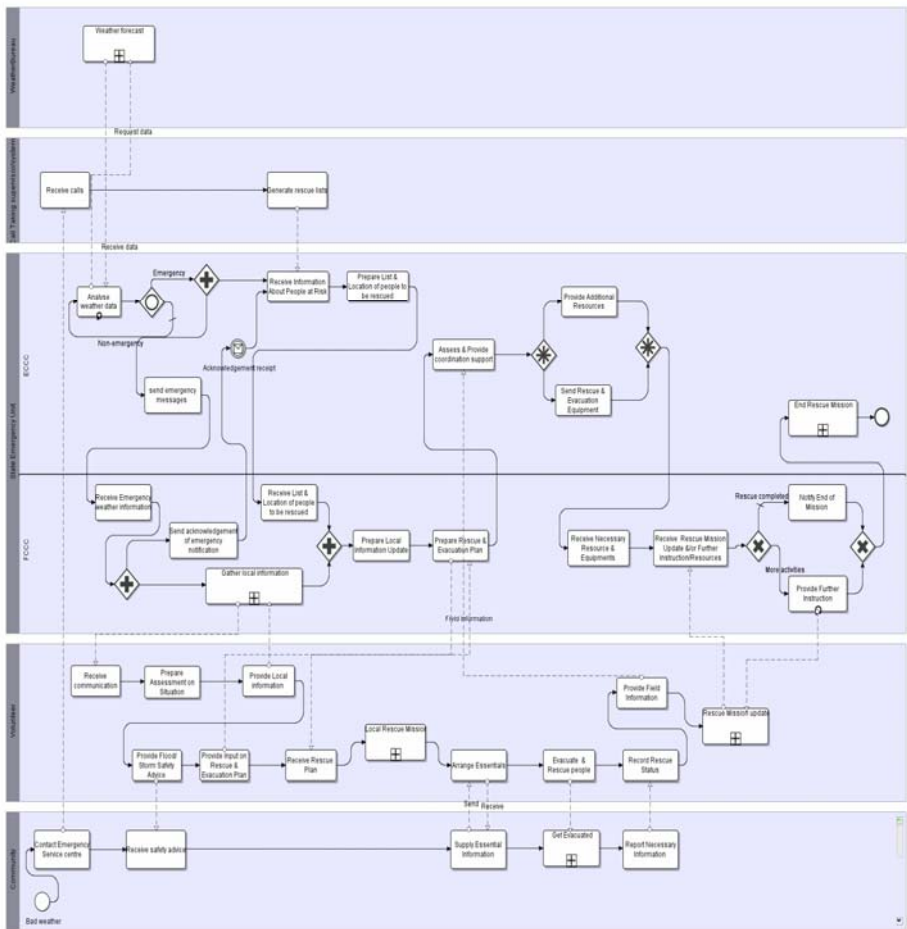 WeatherBureau
Weather forecast
Request data
Receive calls
Generate rescue lists
Receive data
State Emergency Unit
ECCC
Analise
weather data
Emergency
Non-emergency
Receive Information
About People at Risk
Prepare List &
Location of people to
be rescued
Acknowledgement receipt
send emergency
messages
Assess & Provide
coordination support
Provide Additional
Resources
Send Rescue &
Evacuation
Equipment
End Rescue Mission
FCCC
Receive Emergency
weather information
Send acknowledgement
of emergency
notification
Receive List &
Location of people
to be rescued
Gather local information
Prepare Local
Information Update
Prepare Rescue &
Evacuation Plan
Receive Necessary
Resource &
Equipments
Receive Rescue Mission
Update &/or Further
Instruction/Resources
Rescue completed
More activities
Notify End of
Mission
Provide Further
Instruction
Field information
Receive
communication
Prepare
Assessment on
Situation
Provide Local
information
Provide Flood/
Storm Safety
Advice
Provide Input on
Rescue &
Evacuation Plan
Receive Rescue
Plan
Local Rescue Mission
Arrange Essentials
Evacuate &
Rescue people
Record Rescue
Status
Provide Field
Information
Rescue Mission update
Send
Receive
Community
Contact Emergency
Service centre
Receive safety advice
Supply Essential
Information
Get Evacuated
Report Necessary
Information
Bad weather